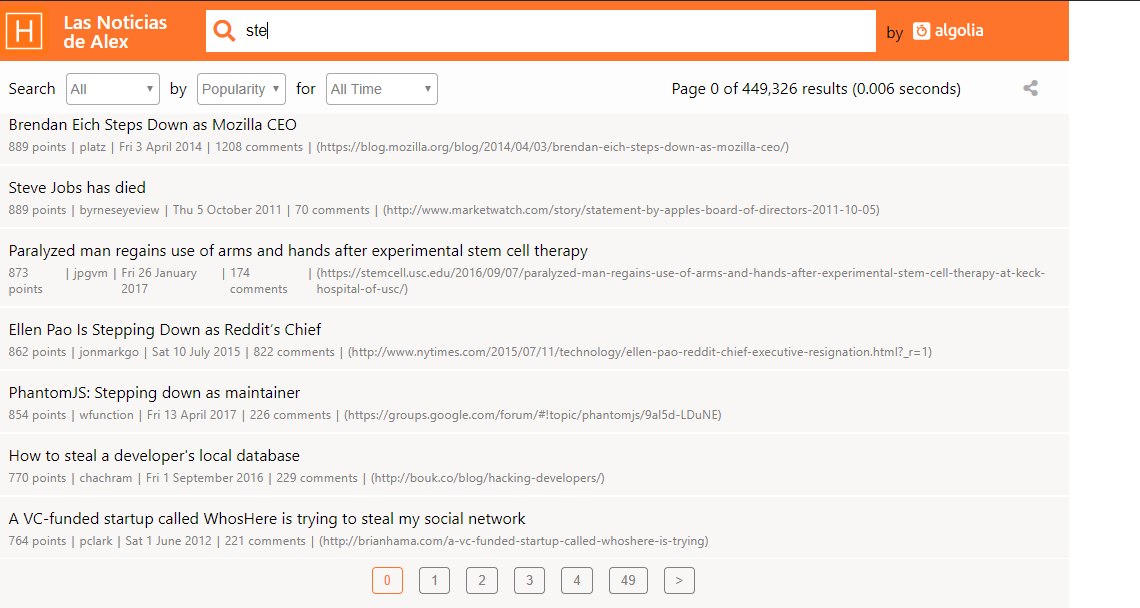 H
Las Noticias
de Alex
ste
by algolia
Search All by Popularity for All Time Page 0 of 449,326 results (0.006 seconds)
Brendan Eich Steps Down as Mozilla CEO
889 points | platz | Fri 3 April 2014 | 1208 comments | (https://blog.mozilla.org/blog/2014/04/03/brendan-eich-steps-down-as-mozilla-ceo/)
Steve Jobs has died
889 points | byrneseyeview | Thu 5 October 2011 | 70 comments | (http://www.marketwatch.com/story/statement-by-apples-board-of-directors-2011-10-05)
Paralyzed man regains use of arms and hands after experimental stem cell therapy
873 | jpgvm | Fri 26 January | 174 | (https://stemcell.usc.edu/2016/09/07/paralyzed-man-regains-use-of-arms-and-hands-after-experimental-stem-cell-therapy-at-keck-
points 2017 comments hospital-of-usc/)
Ellen Pao Is Stepping Down as Reddit's Chief
862 points | jonmarkgo | Sat 10 July 2015 | 822 comments | (http://www.nytimes.com/2015/07/11/technology/ellen-pao-reddit-chief-executive-resignation.html?_r=1)
PhantomJS: Stepping down as maintainer
854 points | wfunction | Fri 13 April 2017 | 226 comments | (https://groups.google.com/forum/#!topic/phantomjs/9aI5d-LDuNE)
How to steal a developer's local database
770 points | chachram | Fri 1 September 2016 | 229 comments | (http://bouk.co/blog/hacking-developers/)
A VC-funded startup called WhosHere is trying to steal my social network
764 points | pclark | Sat 1 June 2012 | 221 comments | (http://brianhama.com/a-vc-funded-startup-called-whoshere-is-trying)
0 1 2 3 4 49 >